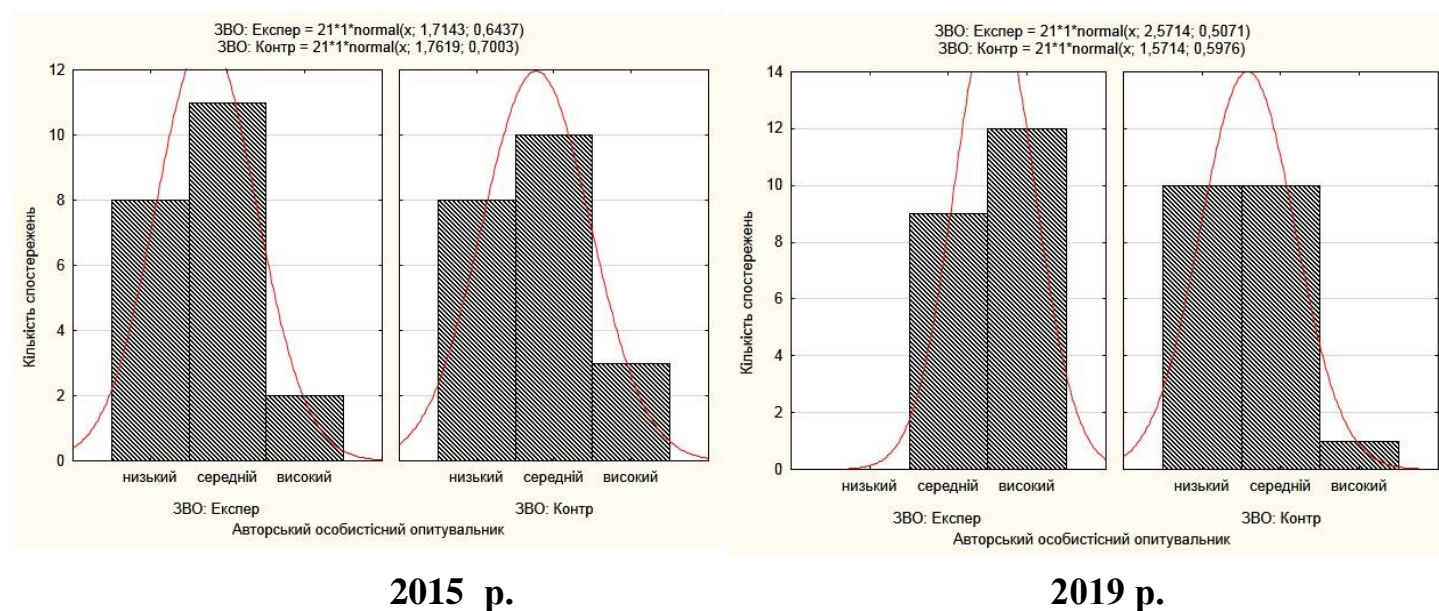 ЗВО: Експер = 21*1*normal(x; 1,7143; 0,6437)
ЗВО: Контр = 21*1*normal(x; 1,7619; 0,7003)
12
10
8
6
4
2
0
Кількість спостережень
низький середній високий
низький середній високий
ЗВО: Експер
ЗВО: Контр
Авторський особистісний опитувальник
2015 р.
ЗВО: Експер = 21*1*normal(x; 2,5714; 0,5071)
ЗВО: Контр = 21*1*normal(x; 1,5714; 0,5976)
14
12
10
8
6
4
2
0
Кількість спостережень
низький середній високий
низький середній високий
ЗВО: Експер
ЗВО: Контр
Авторський особистісний опитувальник
2019 р.